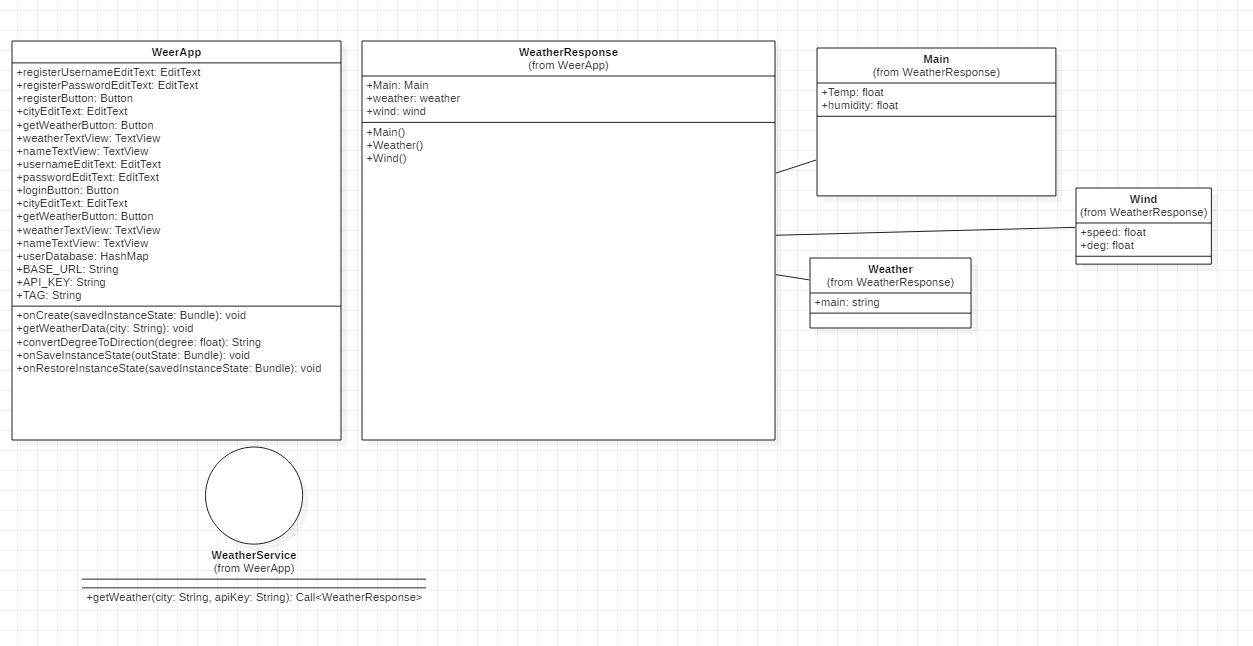 WeerApp
+registerUsernameEditText: EditText
+registerPasswordEditText: EditText
+registerButton: Button
+cityEditText: EditText
+getWeatherButton: Button
+weatherTextView: TextView
+nameTextView: TextView
+usernameEditText: EditText
+passwordEditText: EditText
+loginButton: Button
+cityEditText: EditText
+getWeatherButton: Button
+weatherTextView: TextView
+nameTextView: TextView
+userDatabase: HashMap
+BASE_URL: String
+API_KEY: String
+TAG: String
+onCreate(savedInstanceState: Bundle): void
+getWeatherData(city: String): void
+convertDegreeToDirection(degree: float): String
+onSaveInstanceState(outState: Bundle): void
+onRestoreInstanceState(savedInstanceState: Bundle): void
WeatherResponse
(from WeerApp)
+Main: Main
+weather: weather
+wind: wind
+Main()
+Weather()
+Wind()
Main
(from WeatherResponse)
+Temp: float
+humidity: float
Wind
(from WeatherResponse)
+speed: float
+deg: float
Weather
(from WeatherResponse)
+main: string
WeatherService
(from WeerApp)
+getWeather(city: String, apiKey: String): Call<WeatherResponse>